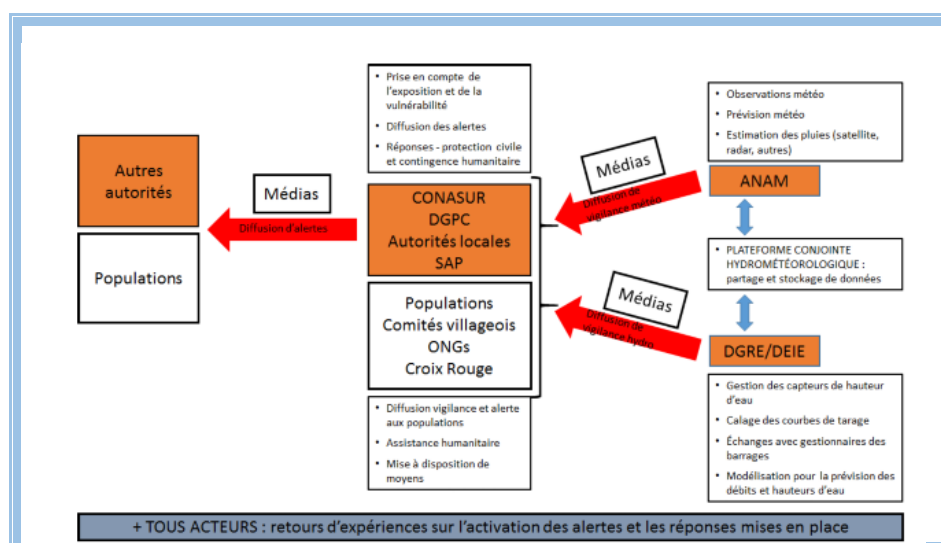 Autres
autorités
Populations
Médias
Diffusion d'alertes
• Prise en compte de
l'exposition et de la
vulnérabilité
• Diffusion des alertes
• Réponses - protection civile
et contingence humanitaire
CONASUR
DGPC
Autorités locales
SAP
Populations
Comités villageois
ONGs
Croix Rouge
• Diffusion vigilance et alerte
aux populations
• Assistance humanitaire
• Mise à disposition de
moyens
Médias
Diffusion de
vigilance météo
Médias
Diffusion de
vigilance hydro
• Observations météo
• Prévision météo
• Estimation des pluies (satellite,
radar, autres)
ANAM
• PLATEFORME CONJOINTE
HYDROMÉTÉOROLOGIQUE :
partage et stockage de données
DGRE/DEIE
• Gestion des capteurs de hauteur
d'eau
• Calage des courbes de tarage
• Échanges avec gestionnaires des
barrages
• Modélisation pour la prévision des
débits et hauteurs d'eau
+ TOUS ACTEURS : retours d'expériences sur l'activation des alertes et les réponses mises en place